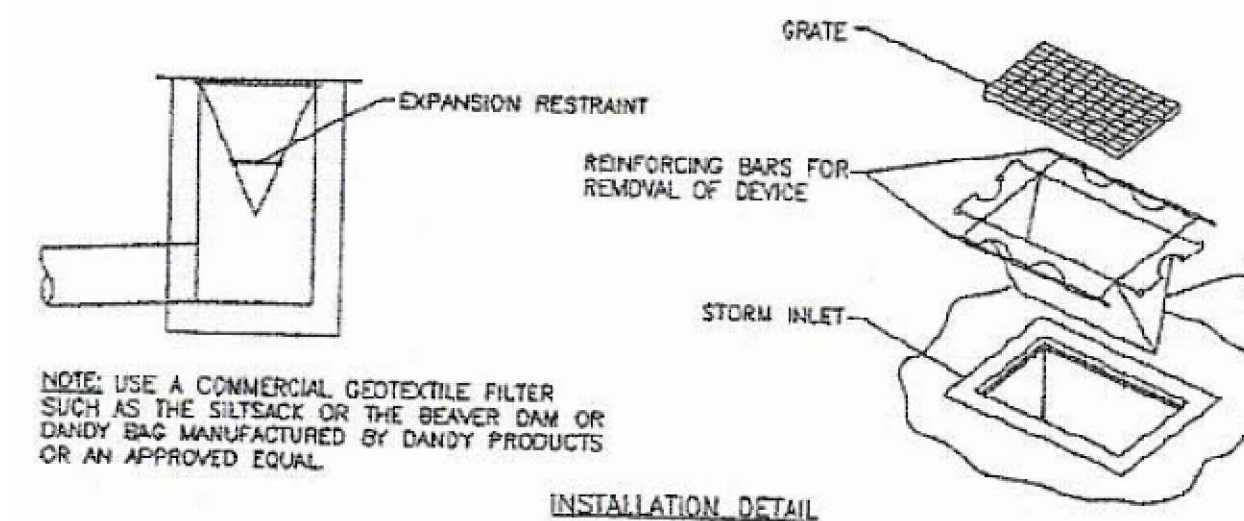 GRATE
EXPANSION RESTRAINT
REINFORCING BARS FOR
REMOVAL OF DEVICE
STORM INLET
NOTE: USE A COMMERCIAL GEOTEXTILE FILTER
SUCH AS THE SILTSACK OR THE BEAVER DAM OR
DANDY BAG MANUFACTURED BY DANDY PRODUCTS
OR AN APPROVED EQUAL
INSTALLATION DETAIL